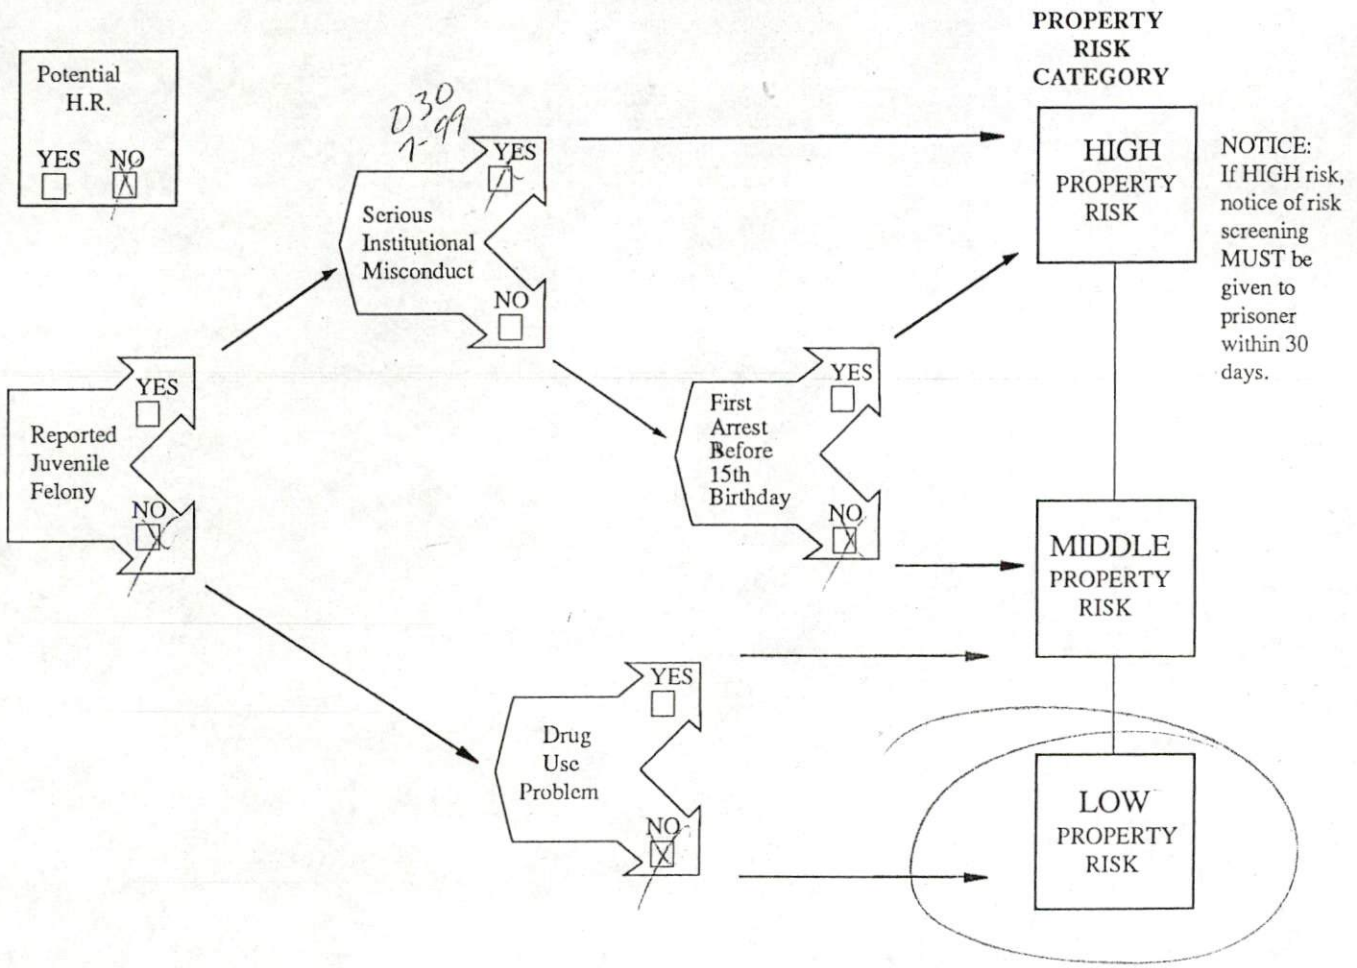 PROPERTY
RISK
CATEGORY
Potential
H.R.
YES NO
D30
7-99
YES
Serious
Institutional
Misconduct
NO
HIGH
PROPERTY
RISK
NOTICE:
If HIGH risk,
notice of risk
screening
MUST be
given to
prisoner
within 30
days.
YES
Reported
Juvenile
Felony
NO
YES
First
Arrest
Before
15th
Birthday
NO
MIDDLE
PROPERTY
RISK
YES
Drug
Use
Problem
NO
LOW
PROPERTY
RISK